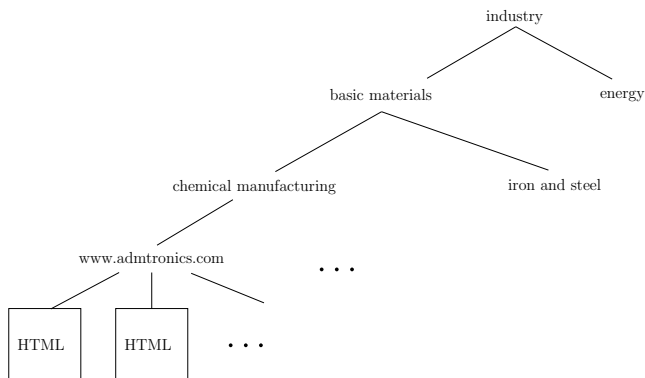 industry
basic materials
energy
chemical manufacturing
iron and steel
www.admtronics.com
. . .
HTML
HTML
. . .